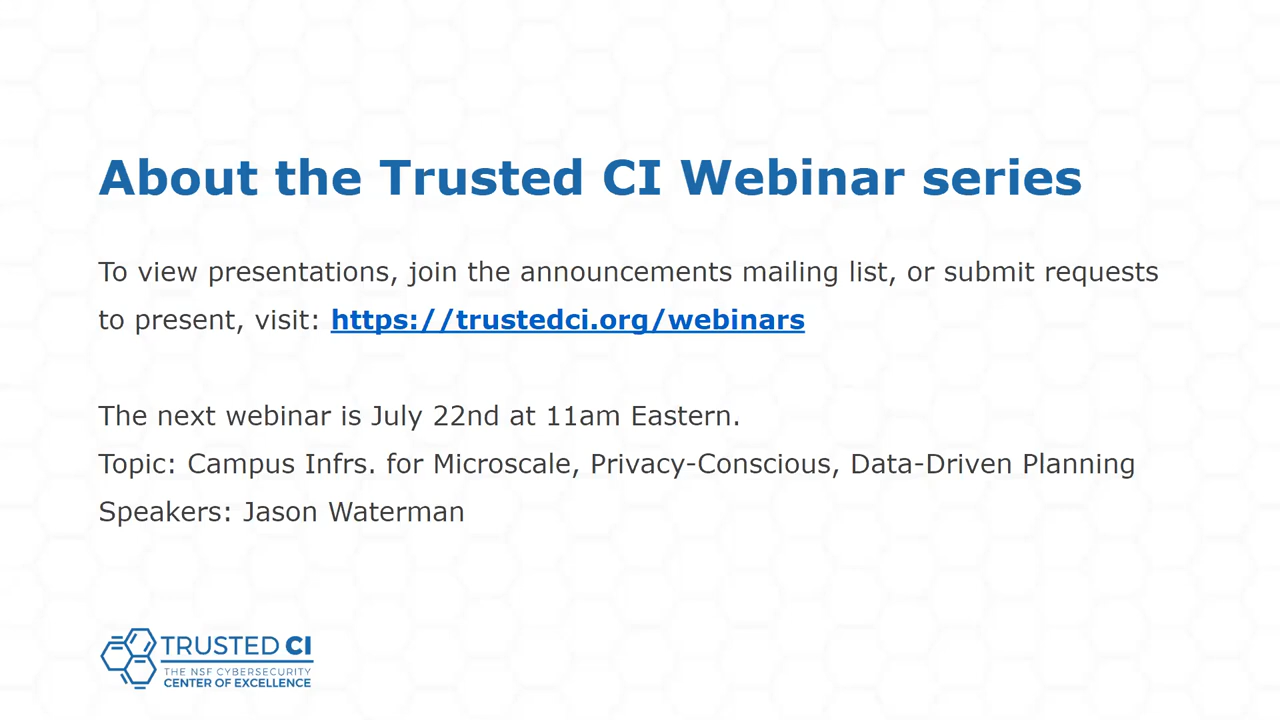 About the Trusted CI Webinar series
To view presentations, join the announcements mailing list, or submit requests
to present, visit: https://trustedci.org/webinars
The next webinar is July 22nd at 11am Eastern.
Topic: Campus Infrs. for Microscale, Privacy-Conscious, Data-Driven Planning
Speakers: Jason Waterman
TRUSTED CI
THE NSF CYBERSECURITY
CENTER OF EXCELLENCE